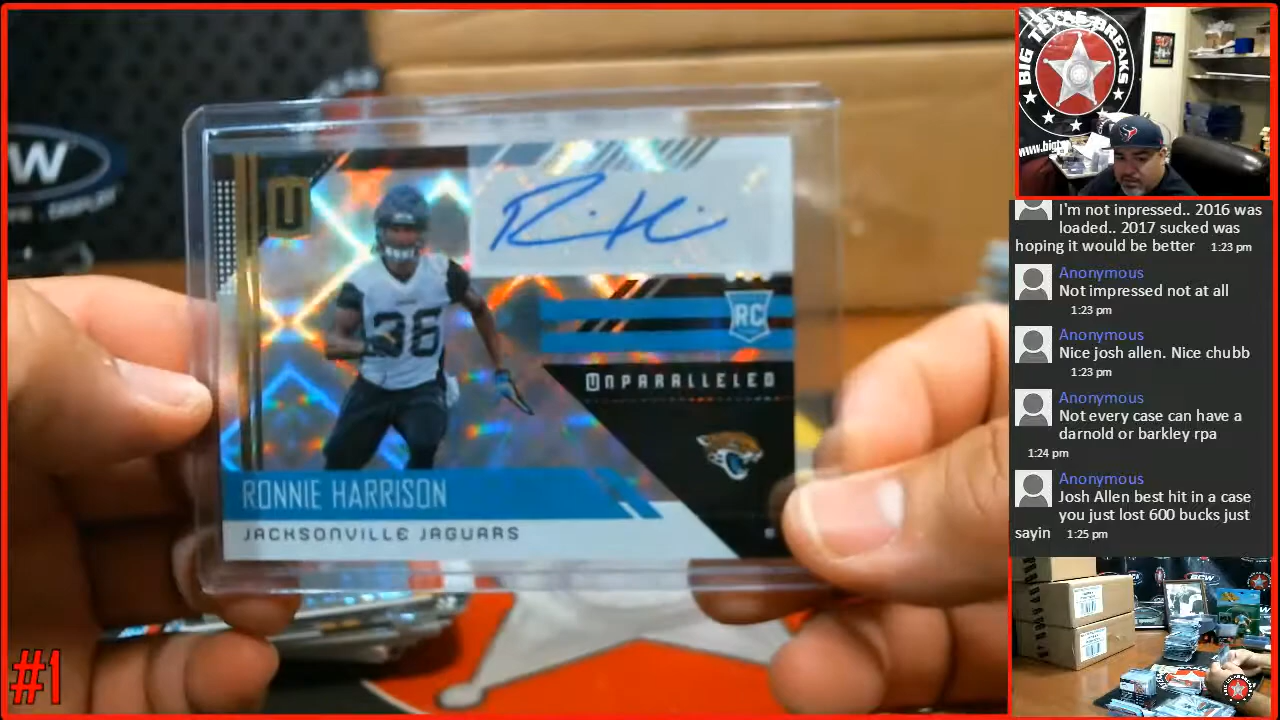 U
R H
36
RC
UNPARALLELED
RONNIE HARRISON
JACKSONVILLE JAGUARS
#1
BIG TEXAS BREAKS
www.big
I'm not inpressed.. 2016 was
loaded.. 2017 sucked was
hoping it would be better 1:23 pm
Anonymous
Not impressed not at all
1:23 pm
Anonymous
Nice josh allen. Nice chubb
1:23 pm
Anonymous
Not every case can have a
darnold or barkley rpa
1:24 pm
Anonymous
Josh Allen best hit in a case
you just lost 600 bucks just
sayin 1:25 pm